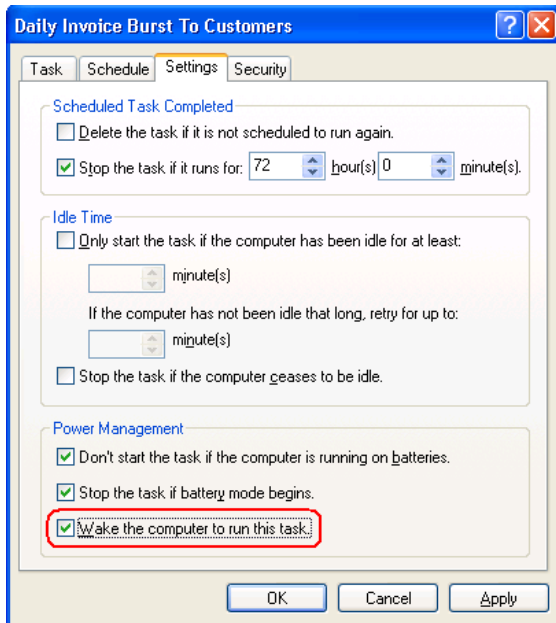 Daily Invoice Burst To Customers
Task Schedule Settings Security
Scheduled Task Completed
Delete the task if it is not scheduled to run again.
Stop the task if it runs for: 72 hour(s) 0 minute(s).
Idle Time
Only start the task if the computer has been idle for at least:
minute(s)
If the computer has not been idle that long, retry for up to:
minute(s)
Stop the task if the computer ceases to be idle.
Power Management
Don't start the task if the computer is running on batteries.
Stop the task if battery mode begins.
Wake the computer to run this task.
OK Cancel Apply